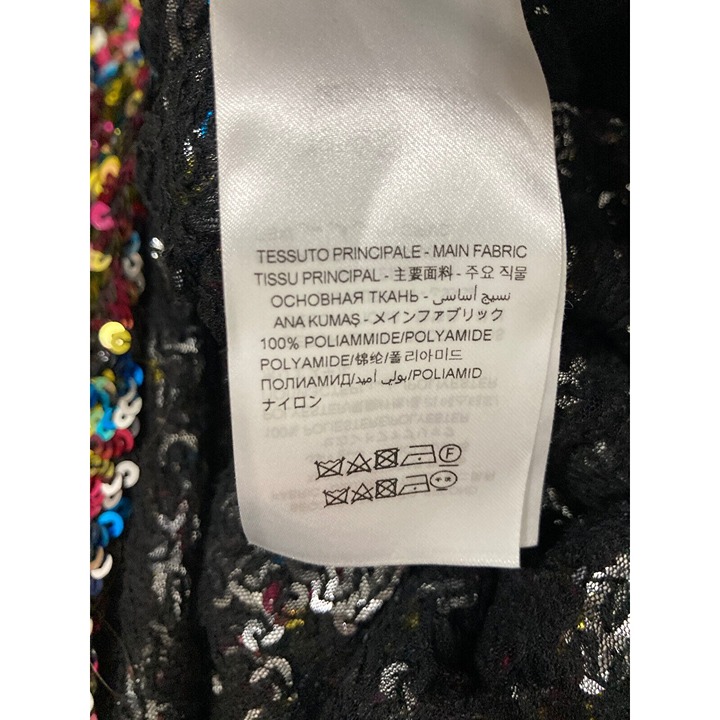 TESSUTO PRINCIPALE - MAIN FABRIC
TISSU PRINCIPAL - 主要面料 - 주요 직물
ОСНОВНАЯ ТКАНЬ - نسيج أساسى
ANA KUMAŞ - メインファブリック
100% POLIAMMIDE/POLYAMIDE
POLYAMIDE/锦纶/폴리아미드
ПОЛИАМИД/بولي أميد/POLIAMID
ナイロン
F